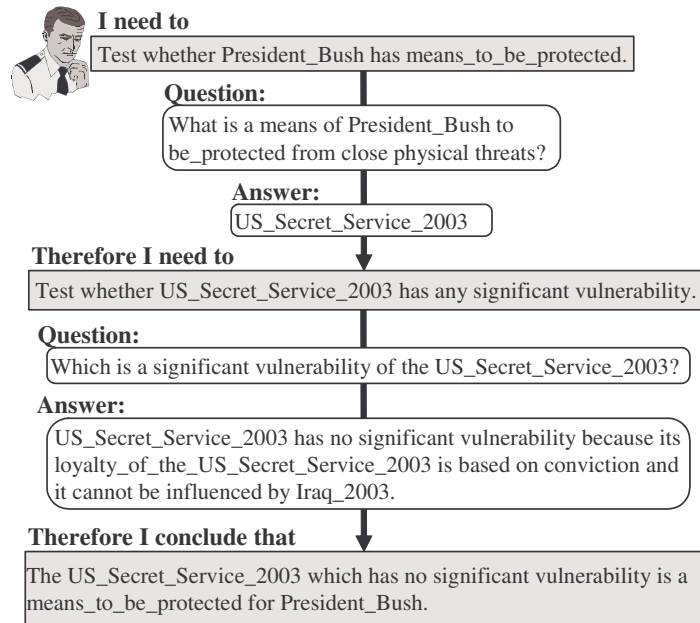 I need to
Test whether President_Bush has means_to_be_protected.
Question:
What is a means of President_Bush to
be_protected from close physical threats?
Answer:
US_Secret_Service_2003
Therefore I need to
Test whether US_Secret_Service_2003 has any significant vulnerability.
Question:
Which is a significant vulnerability of the US_Secret_Service_2003?
Answer:
US_Secret_Service_2003 has no significant vulnerability because its
loyalty_of_the_US_Secret_Service_2003 is based on conviction and
it cannot be influenced by Iraq_2003.
Therefore I conclude that
The US_Secret_Service_2003 which has no significant vulnerability is a
means_to_be_protected for President_Bush.